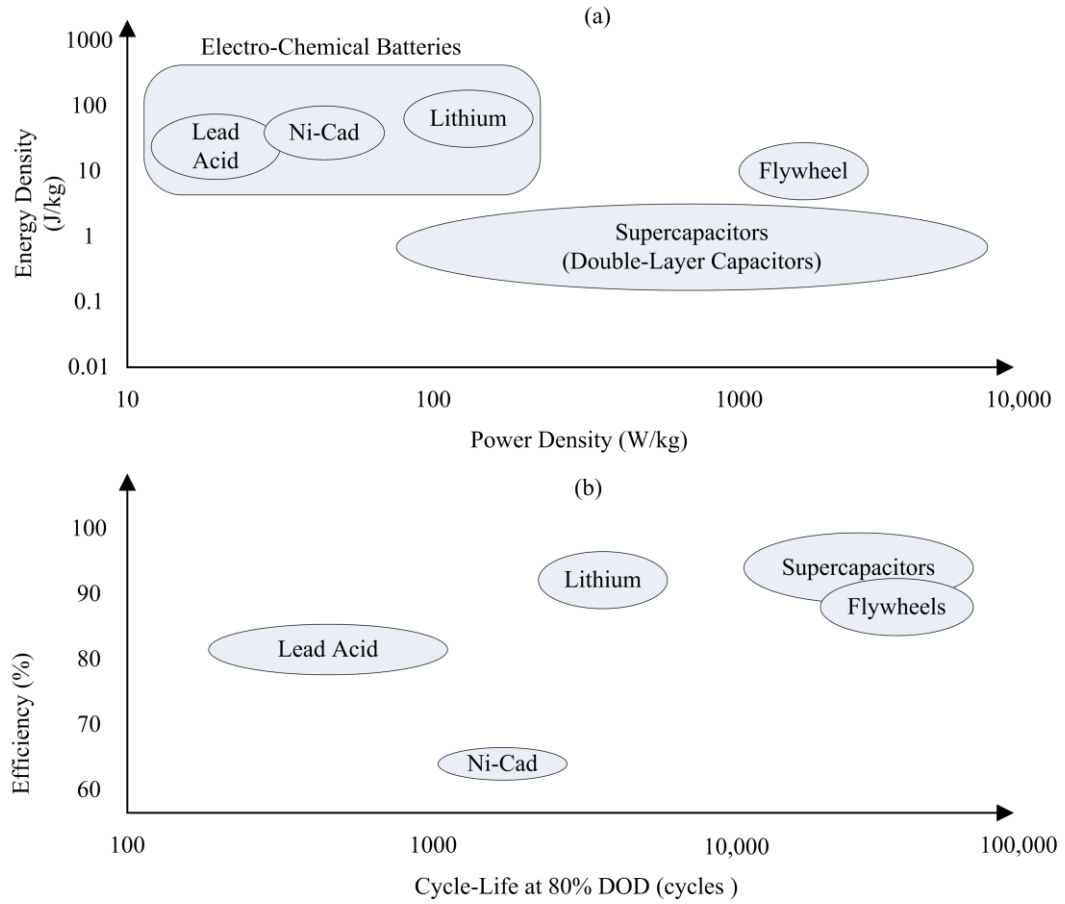 (a)
1000
Electro-Chemical Batteries
100
Lead
Acid
Ni-Cad
Lithium
10
Flywheel
Energy Density
(J/kg)
1
Supercapacitors
(Double-Layer Capacitors)
0.1
0.01
10
100
1000
10,000
Power Density (W/kg)
(b)
100
Lithium
Supercapacitors
90
Flywheels
Lead Acid
80
Efficiency (%)
70
Ni-Cad
60
100
1000
10,000
100,000
Cycle-Life at 80% DOD (cycles )